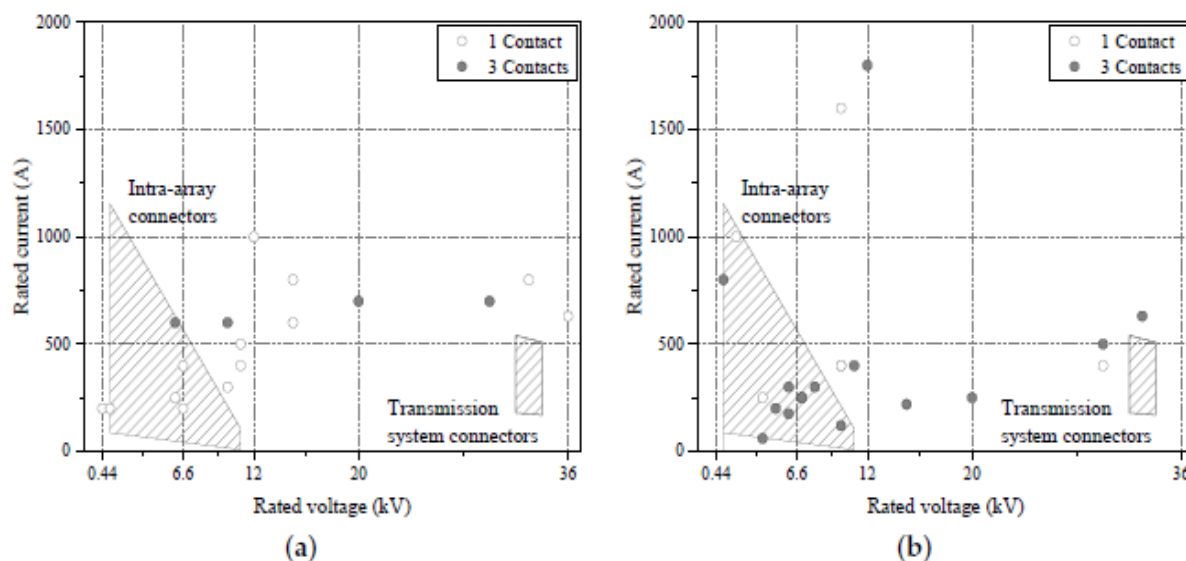 2000
1500
1000
500
0
Rated current (A)
1 Contact
3 Contacts
Intra-array
connectors
Transmission
system connectors
0.44
6.6
12
20
36
Rated voltage (kV)
(a)
2000
1500
1000
500
0
Rated current (A)
1 Contact
3 Contacts
Intra-array
connectors
Transmission
system connectors
0.44
6.6
12
20
36
Rated voltage (kV)
(b)